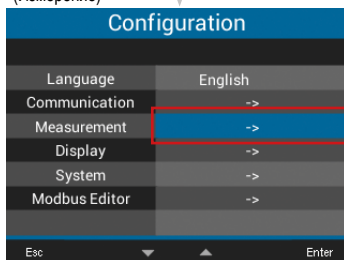 Configuration
Language English
Communication ->
Measurement ->
Display ->
System ->
Modbus Editor ->
Esc Enter